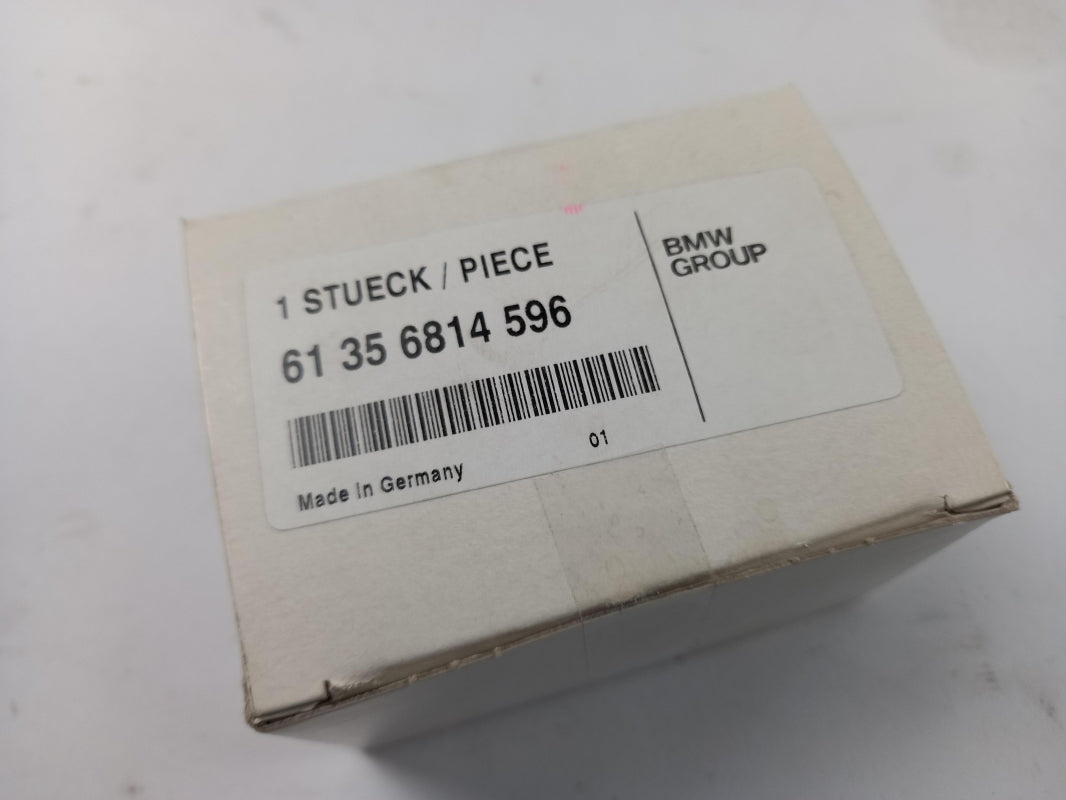 1 STUECK / PIECE
61 35 6814 596
01
Made in Germany
BMW
GROUP